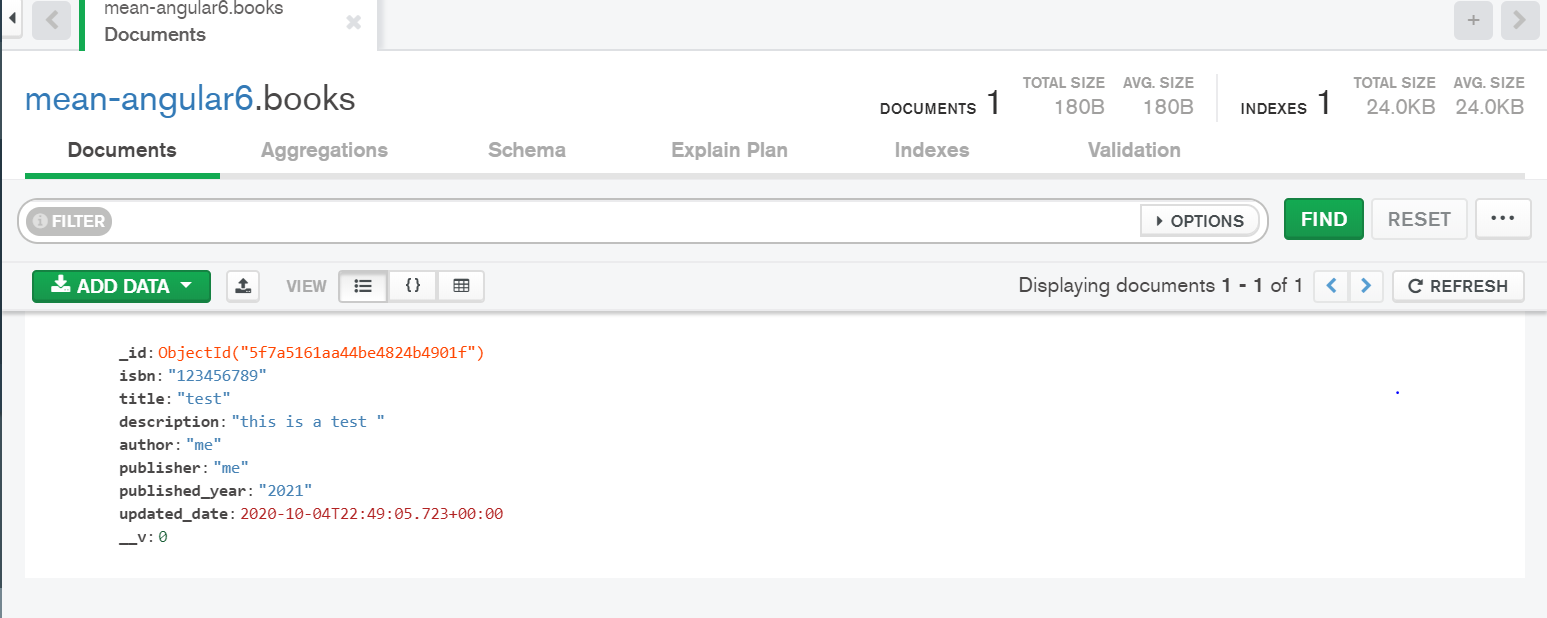 mean-angular6.books
Documents
mean-angular6.books
DOCUMENTS 1 TOTAL SIZE 180B AVG. SIZE 180B INDEXES 1 TOTAL SIZE 24.0KB AVG. SIZE 24.0KB
Documents Aggregations Schema Explain Plan Indexes Validation
FILTER OPTIONS FIND RESET ...
ADD DATA VIEW {} Displaying documents 1 - 1 of 1 < > REFRESH
_id: ObjectId("5f7a5161aa44be4824b4901f")
isbn: "123456789"
title: "test"
description: "this is a test "
author: "me"
publisher: "me"
published_year: "2021"
updated_date: 2020-10-04T22:49:05.723+00:00
__v: 0